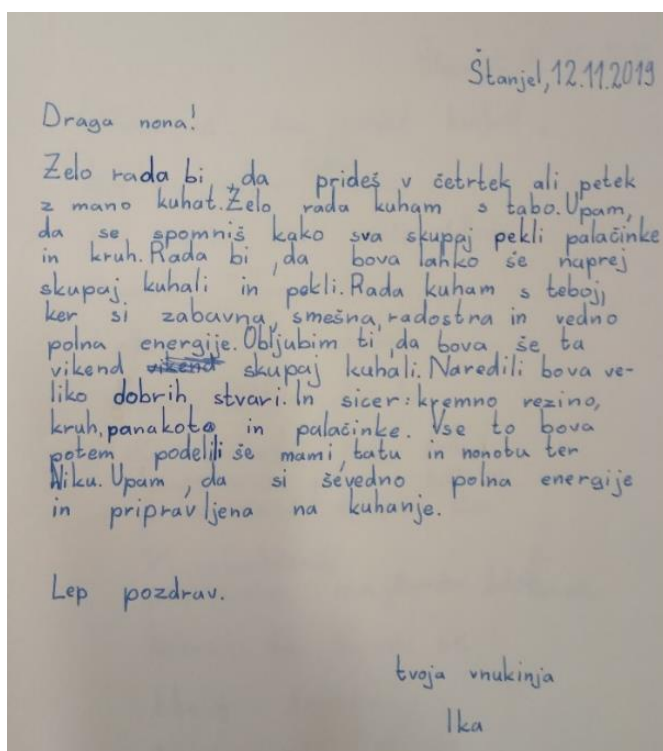 Štanjel, 12.11.2019
Draga nona!
Zelo rada bi, da prideš v četrtek ali petek
z mano kuhat. Zelo rada kuham s tabo. Upam,
da se spomniš kako sva skupaj pekli palačinke
in kruh. Rada bi, da bova lahko še naprej
skupaj kuhali in pekli. Rada kuham s teboj,
ker si zabavna, smešna, radostna in vedno
polna energije. Obljubim ti, da bova še ta
vikend skupaj kuhali. Naredili bova ve-
liko dobrih stvari. In sicer: kremno rezino,
kruh, panakoto in palačinke. Vse to bova
potem podelili še mami, tatu in nonotu ter
Niku. Upam, da si ševedno polna energije
in pripravljena na kuhanje.
Lep pozdrav.
tvoja vnukinja
Ika